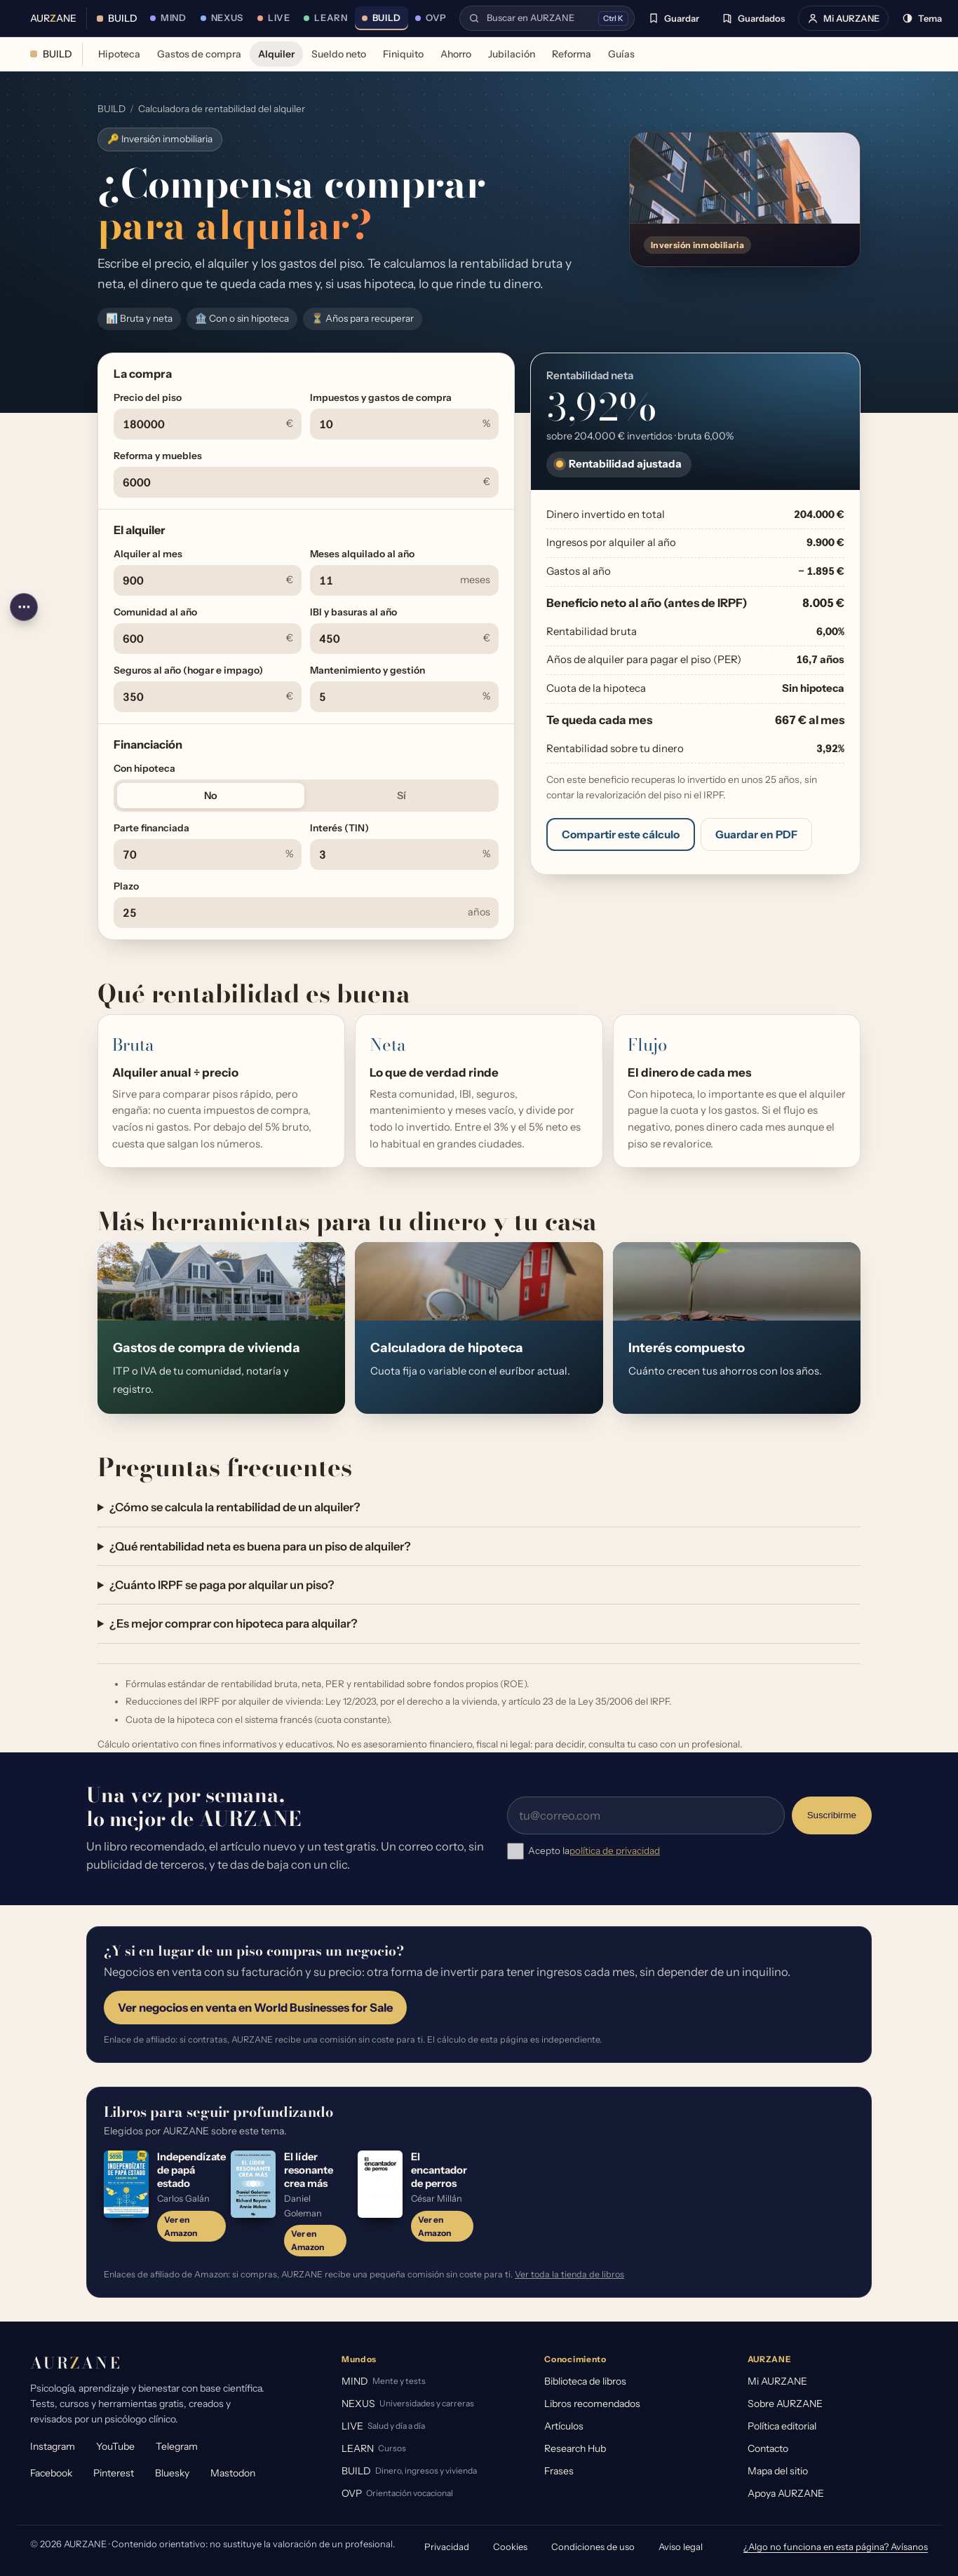 AURZANE
BUILD
MIND
NEXUS
LIVE
LEARN
BUILD
OVP
Buscar en AURZANE
Ctrl K
Guardar
Guardados
Mi AURZANE
Tema
BUILD
Hipoteca
Gastos de compra
Alquiler
Sueldo neto
Finiquito
Ahorro
Jubilación
Reforma
Guías
BUILD / Calculadora de rentabilidad del alquiler
🔑 Inversión inmobiliaria
¿Compensa comprar
para alquilar?
Escribe el precio, el alquiler y los gastos del piso. Te calculamos la rentabilidad bruta y
neta, el dinero que te queda cada mes y, si usas hipoteca, lo que rinde tu dinero.
📊 Bruta y neta
🏦 Con o sin hipoteca
⏳ Años para recuperar
Inversión inmobiliaria
La compra
Precio del piso
180000 €
Impuestos y gastos de compra
10 %
Reforma y muebles
6000 €
El alquiler
Alquiler al mes
900 €
Meses alquilado al año
11 meses
Comunidad al año
600 €
IBI y basuras al año
450 €
Seguros al año (hogar e impago)
350 €
Mantenimiento y gestión
5 %
Financiación
Con hipoteca
No
Sí
Parte financiada
70 %
Interés (TIN)
3 %
Plazo
25 años
Rentabilidad neta
3,92%
sobre 204.000 € invertidos · bruta 6,00%
Rentabilidad ajustada
Dinero invertido en total 204.000 €
Ingresos por alquiler al año 9.900 €
Gastos al año − 1.895 €
Beneficio neto al año (antes de IRPF) 8.005 €
Rentabilidad bruta 6,00%
Años de alquiler para pagar el piso (PER) 16,7 años
Cuota de la hipoteca Sin hipoteca
Te queda cada mes 667 € al mes
Rentabilidad sobre tu dinero 3,92%
Con este beneficio recuperas lo invertido en unos 25 años, sin
contar la revalorización del piso ni el IRPF.
Compartir este cálculo
Guardar en PDF
Qué rentabilidad es buena
Bruta
Alquiler anual ÷ precio
Sirve para comparar pisos rápido, pero
engaña: no cuenta impuestos de compra,
vacíos ni gastos. Por debajo del 5% bruto,
cuesta que salgan los números.
Neta
Lo que de verdad rinde
Resta comunidad, IBI, seguros,
mantenimiento y meses vacío, y divide por
todo lo invertido. Entre el 3% y el 5% neto es
lo habitual en grandes ciudades.
Flujo
El dinero de cada mes
Con hipoteca, lo importante es que el alquiler
pague la cuota y los gastos. Si el flujo es
negativo, pones dinero cada mes aunque el
piso se revalorice.
Más herramientas para tu dinero y tu casa
Gastos de compra de vivienda
ITP o IVA de tu comunidad, notaría y
registro.
Calculadora de hipoteca
Cuota fija o variable con el euríbor actual.
Interés compuesto
Cuánto crecen tus ahorros con los años.
Preguntas frecuentes
¿Cómo se calcula la rentabilidad de un alquiler?
¿Qué rentabilidad neta es buena para un piso de alquiler?
¿Cuánto IRPF se paga por alquilar un piso?
¿Es mejor comprar con hipoteca para alquilar?
• Fórmulas estándar de rentabilidad bruta, neta, PER y rentabilidad sobre fondos propios (ROE).
• Reducciones del IRPF por alquiler de vivienda: Ley 12/2023, por el derecho a la vivienda, y artículo 23 de la Ley 35/2006 del IRPF.
• Cuota de la hipoteca con el sistema francés (cuota constante).
Cálculo orientativo con fines informativos y educativos. No es asesoramiento financiero, fiscal ni legal: para decidir, consulta tu caso con un profesional.
Una vez por semana,
lo mejor de AURZANE
Un libro recomendado, el artículo nuevo y un test gratis. Un correo corto, sin
publicidad de terceros, y te das de baja con un clic.
tu@correo.com
Suscribirme
Acepto la política de privacidad
¿Y si en lugar de un piso compras un negocio?
Negocios en venta con su facturación y su precio: otra forma de invertir para tener ingresos cada mes, sin depender de un inquilino.
Ver negocios en venta en World Businesses for Sale
Enlace de afiliado: si contratas, AURZANE recibe una comisión sin coste para ti. El cálculo de esta página es independiente.
Libros para seguir profundizando
Elegidos por AURZANE sobre este tema.
INDEPENDÍZATE
DE PAPÁ ESTADO
Independízate
de papá
estado
Carlos Galán
Ver en
Amazon
EL LÍDER
RESONANTE
CREA MÁS
Daniel Goleman
Richard Boyatzis
Annie McKee
El líder
resonante
crea más
Daniel
Goleman
Ver en
Amazon
El
encantador
de perros
El
encantador
de perros
César Millán
Ver en
Amazon
Enlaces de afiliado de Amazon: si compras, AURZANE recibe una pequeña comisión sin coste para ti. Ver toda la tienda de libros
AURZANE
Psicología, aprendizaje y bienestar con base científica.
Tests, cursos y herramientas gratis, creados y
revisados por un psicólogo clínico.
Instagram
YouTube
Telegram
Facebook
Pinterest
Bluesky
Mastodon
Mundos
MIND Mente y tests
NEXUS Universidades y carreras
LIVE Salud y día a día
LEARN Cursos
BUILD Dinero, ingresos y vivienda
OVP Orientación vocacional
Conocimiento
Biblioteca de libros
Libros recomendados
Artículos
Research Hub
Frases
AURZANE
Mi AURZANE
Sobre AURZANE
Política editorial
Contacto
Mapa del sitio
Apoya AURZANE
© 2026 AURZANE · Contenido orientativo: no sustituye la valoración de un profesional.
Privacidad
Cookies
Condiciones de uso
Aviso legal
¿Algo no funciona en esta página? Avísanos